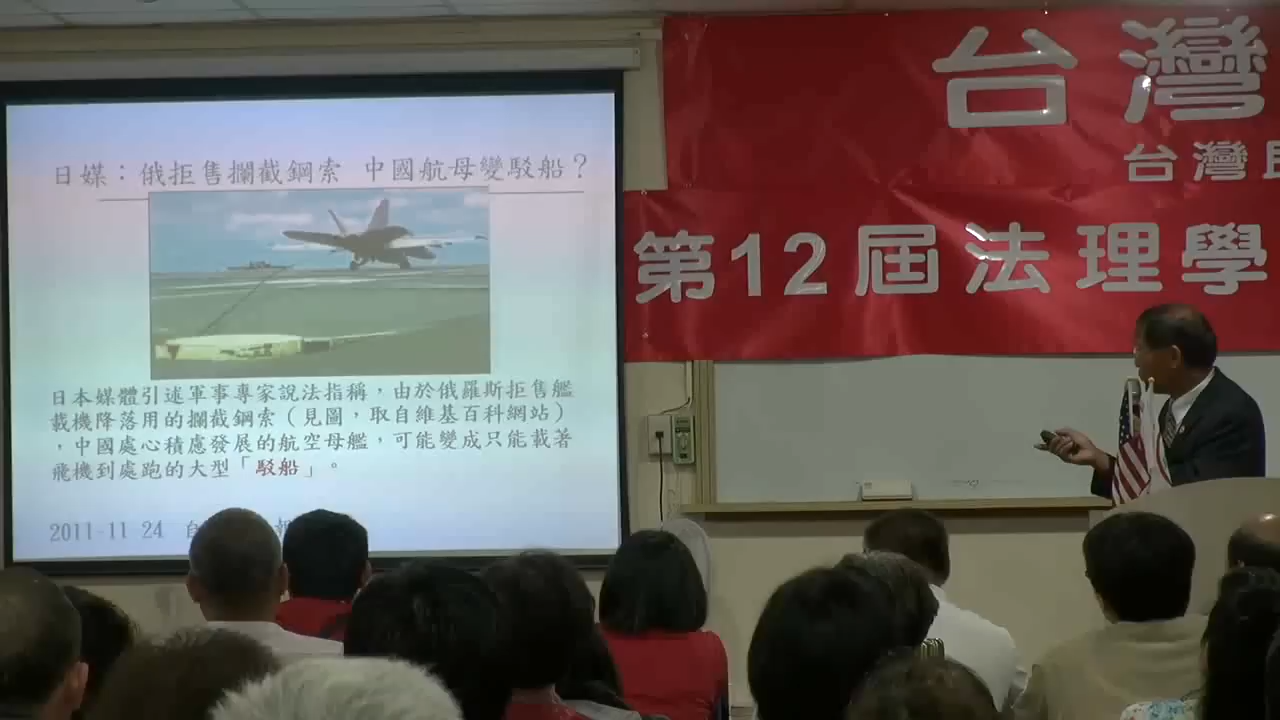 日媒：俄拒售攔截鋼索 中國航母變駁船？
日本媒體引述軍事專家說法指稱，由於俄羅斯拒售艦
載機降落用的攔截鋼索（見圖，取自維基百科網站）
，中國處心積慮發展的航空母艦，可能變成只能載著
飛機到處跑的大型「駁船」。
2011-11 24 自
台灣
台灣民
第12屆法理學